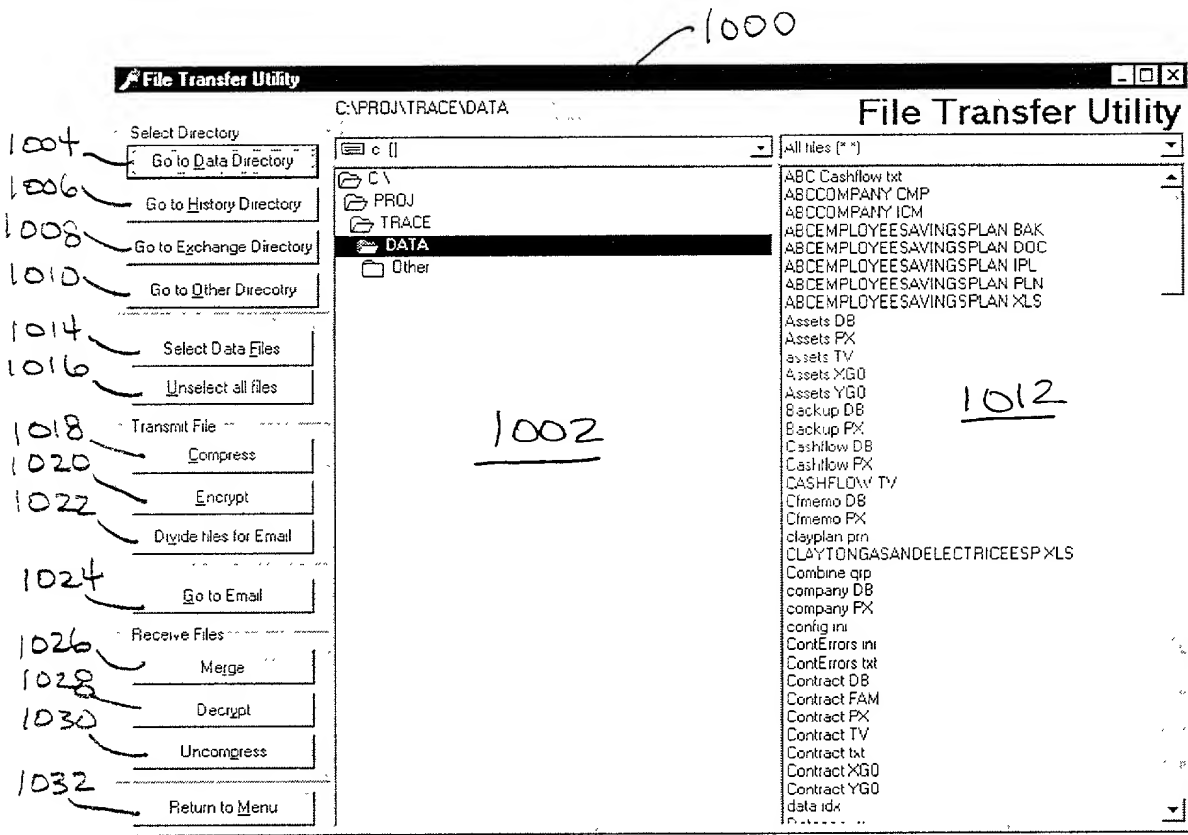 1000
File Transfer Utility
C:\PROJ\TRACE\DATA
File Transfer Utility
Select Directory
1004
Go to Data Directory
1006
Go to History Directory
1008
Go to Exchange Directory
1010
Go to Other Direcotry
1014
Select Data Files
1016
Unselect all files
Transmit File
1018
Compress
1020
Encrypt
1022
Divide files for Email
1024
Go to Email
Receive Files
1026
Merge
1028
Decrypt
1030
Uncompress
1032
Return to Menu
c []
C \
PROJ
TRACE
DATA
Other
1002
All files (* *)
ABC Cashflow txt
ABCCOMPANY CMP
ABCCOMPANY ICM
ABCEMPLOYEESAVINGSPLAN BAK
ABCEMPLOYEESAVINGSPLAN DOC
ABCEMPLOYEESAVINGSPLAN IPL
ABCEMPLOYEESAVINGSPLAN PLN
ABCEMPLOYEESAVINGSPLAN XLS
Assets DB
Assets PX
assets TV
Assets XG0
Assets YG0
Backup DB
Backup PX
Cashflow DB
Cashflow PX
CASHFLOW TV
Cfmemo DB
Cfmemo PX
clayplan prn
CLAYTONGASANDELECTRICEESP XLS
Combine qrp
company DB
company PX
config ini
ContErrors ini
ContErrors txt
Contract DB
Contract FAM
Contract PX
Contract TV
Contract txt
Contract XG0
Contract YG0
data idx
1012